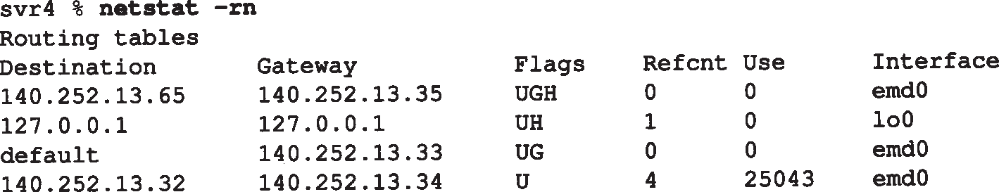 svr4 % netstat -rn
Routing tables
Destination Gateway Flags Refcnt Use Interface
140.252.13.65 140.252.13.35 UGH 0 0 emd0
127.0.0.1 127.0.0.1 UH 1 0 lo0
default 140.252.13.33 UG 0 0 emd0
140.252.13.32 140.252.13.34 U 4 25043 emd0